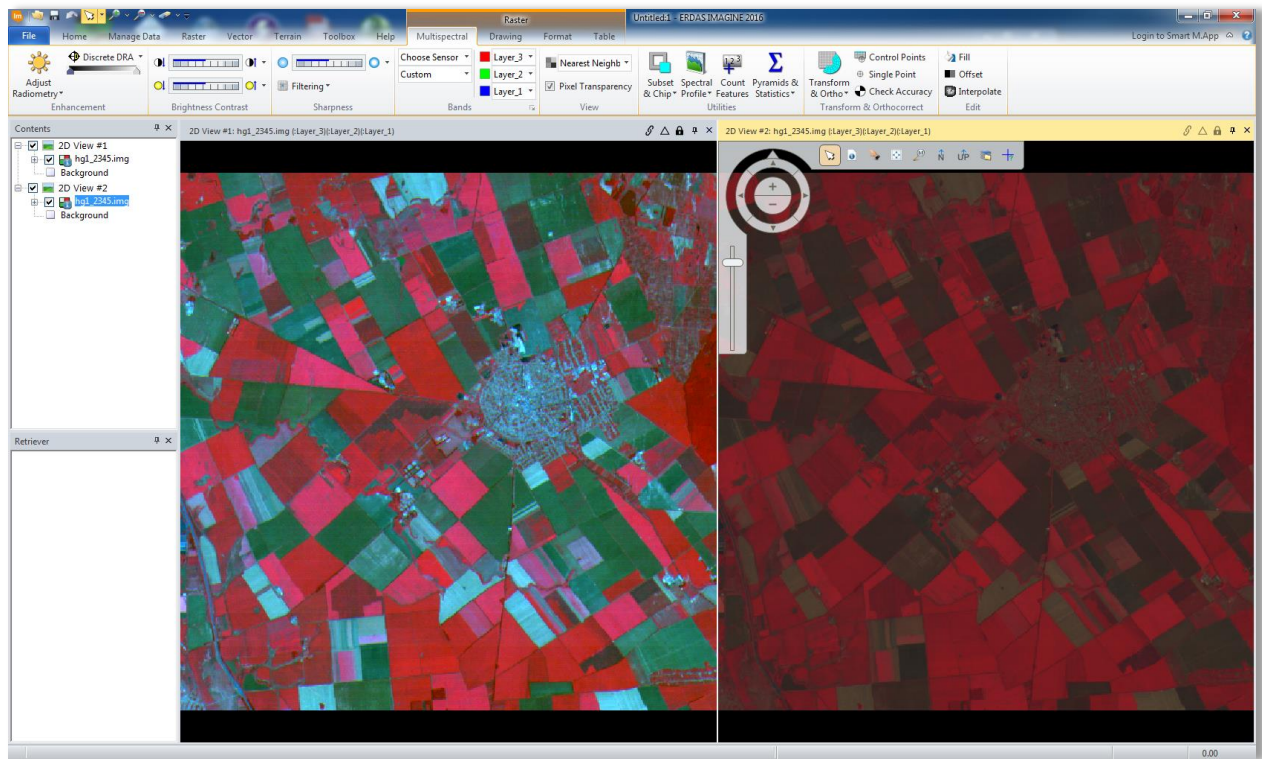 Raster
Untitled:1 - ERDAS IMAGINE 2016
File Home Manage Data Raster Vector Terrain Toolbox Help Multispectral Drawing Format Table Login to Smart M.App
Discrete DRA
Adjust
Radiometry
Enhancement
Brightness Contrast
Filtering
Sharpness
Choose Sensor
Custom
Layer_3
Layer_2
Layer_1
Bands
Nearest Neighb
Pixel Transparency
View
Subset
& Chip
Spectral
Profile
Count
Features
Pyramids &
Statistics
Utilities
Transform
& Ortho
Control Points
Single Point
Check Accuracy
Transform & Orthocorrect
Fill
Offset
Interpolate
Edit
Contents
2D View #1
hg1_2345.img
Background
2D View #2
hg1_2345.img
Background
Retriever
2D View #1: hg1_2345.img (:Layer_3)(:Layer_2)(:Layer_1)
2D View #2: hg1_2345.img (:Layer_3)(:Layer_2)(:Layer_1)
N UP
0.00